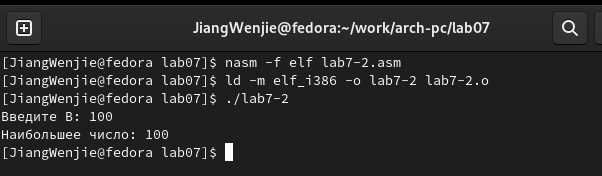 JiangWenjie@fedora:~/work/arch-pc/lab07
[JiangWenjie@fedora lab07]$ nasm -f elf lab7-2.asm
[JiangWenjie@fedora lab07]$ ld -m elf_i386 -o lab7-2 lab7-2.o
[JiangWenjie@fedora lab07]$ ./lab7-2
Введите B: 100
Наибольшее число: 100
[JiangWenjie@fedora lab07]$